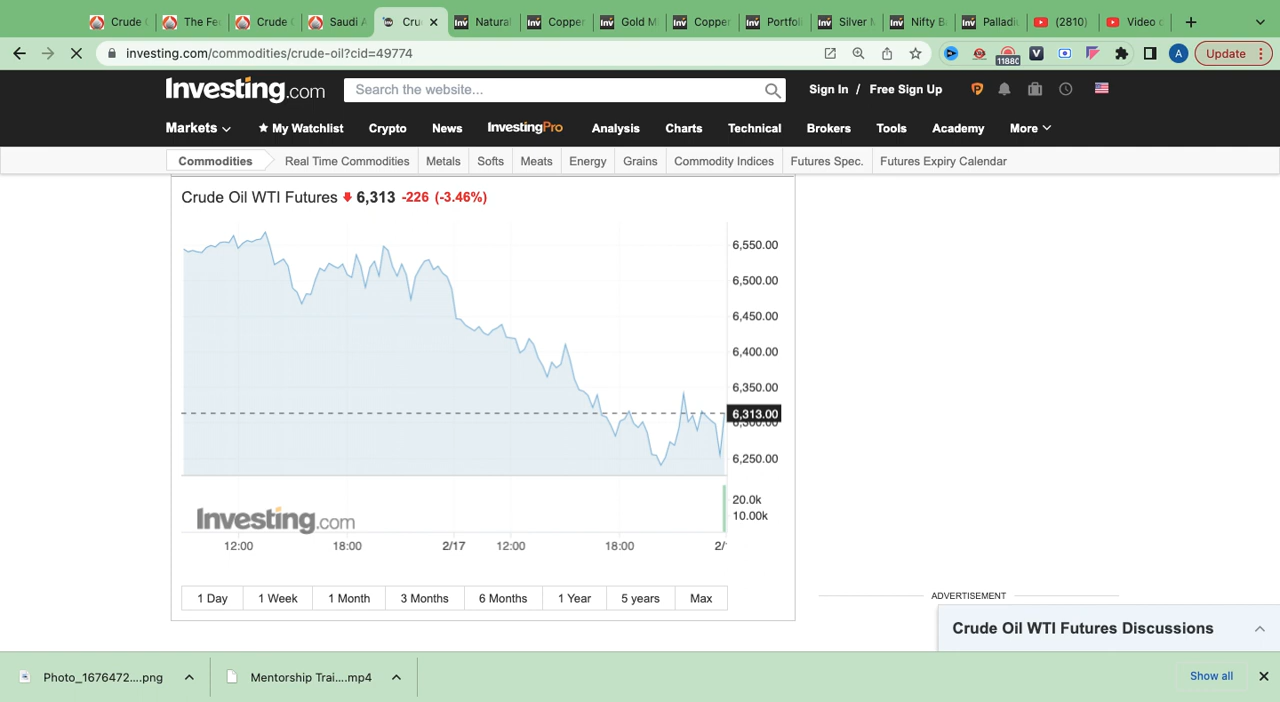 Crude
The Fe
Crude
Saudi
Cru
Natural
Copper
Gold M
Copper
Portfol
Silver
Nifty B
Palladi
(2810)
Video
investing.com/commodities/crude-oil?cid=49774
1188C
V
A
Update
Investing.com
Search the website...
Sign In / Free Sign Up
Markets
My Watchlist
Crypto
News
InvestingPro
Analysis
Charts
Technical
Brokers
Tools
Academy
More
Commodities
Real Time Commodities
Metals
Softs
Meats
Energy
Grains
Commodity Indices
Futures Spec.
Futures Expiry Calendar
Crude Oil WTI Futures 6,313 -226 (-3.46%)
6,550.00
6,500.00
6,450.00
6,400.00
6,350.00
6,313.00
6,300.00
6,250.00
20.0k
10.00k
Investing.com
12:00 18:00 2/17 12:00 18:00 2/
1 Day
1 Week
1 Month
3 Months
6 Months
1 Year
5 years
Max
ADVERTISEMENT
Crude Oil WTI Futures Discussions
Photo_1676472....png
Mentorship Trai....mp4
Show all